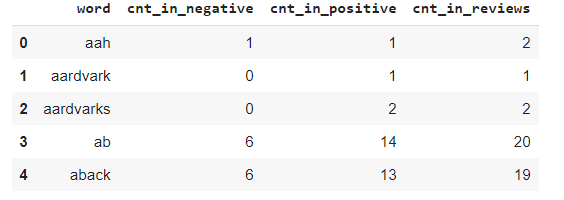 word cnt_in_negative cnt_in_positive cnt_in_reviews
0 aah 1 1 2
1 aardvark 0 1 1
2 aardvarks 0 2 2
3 ab 6 14 20
4 aback 6 13 19